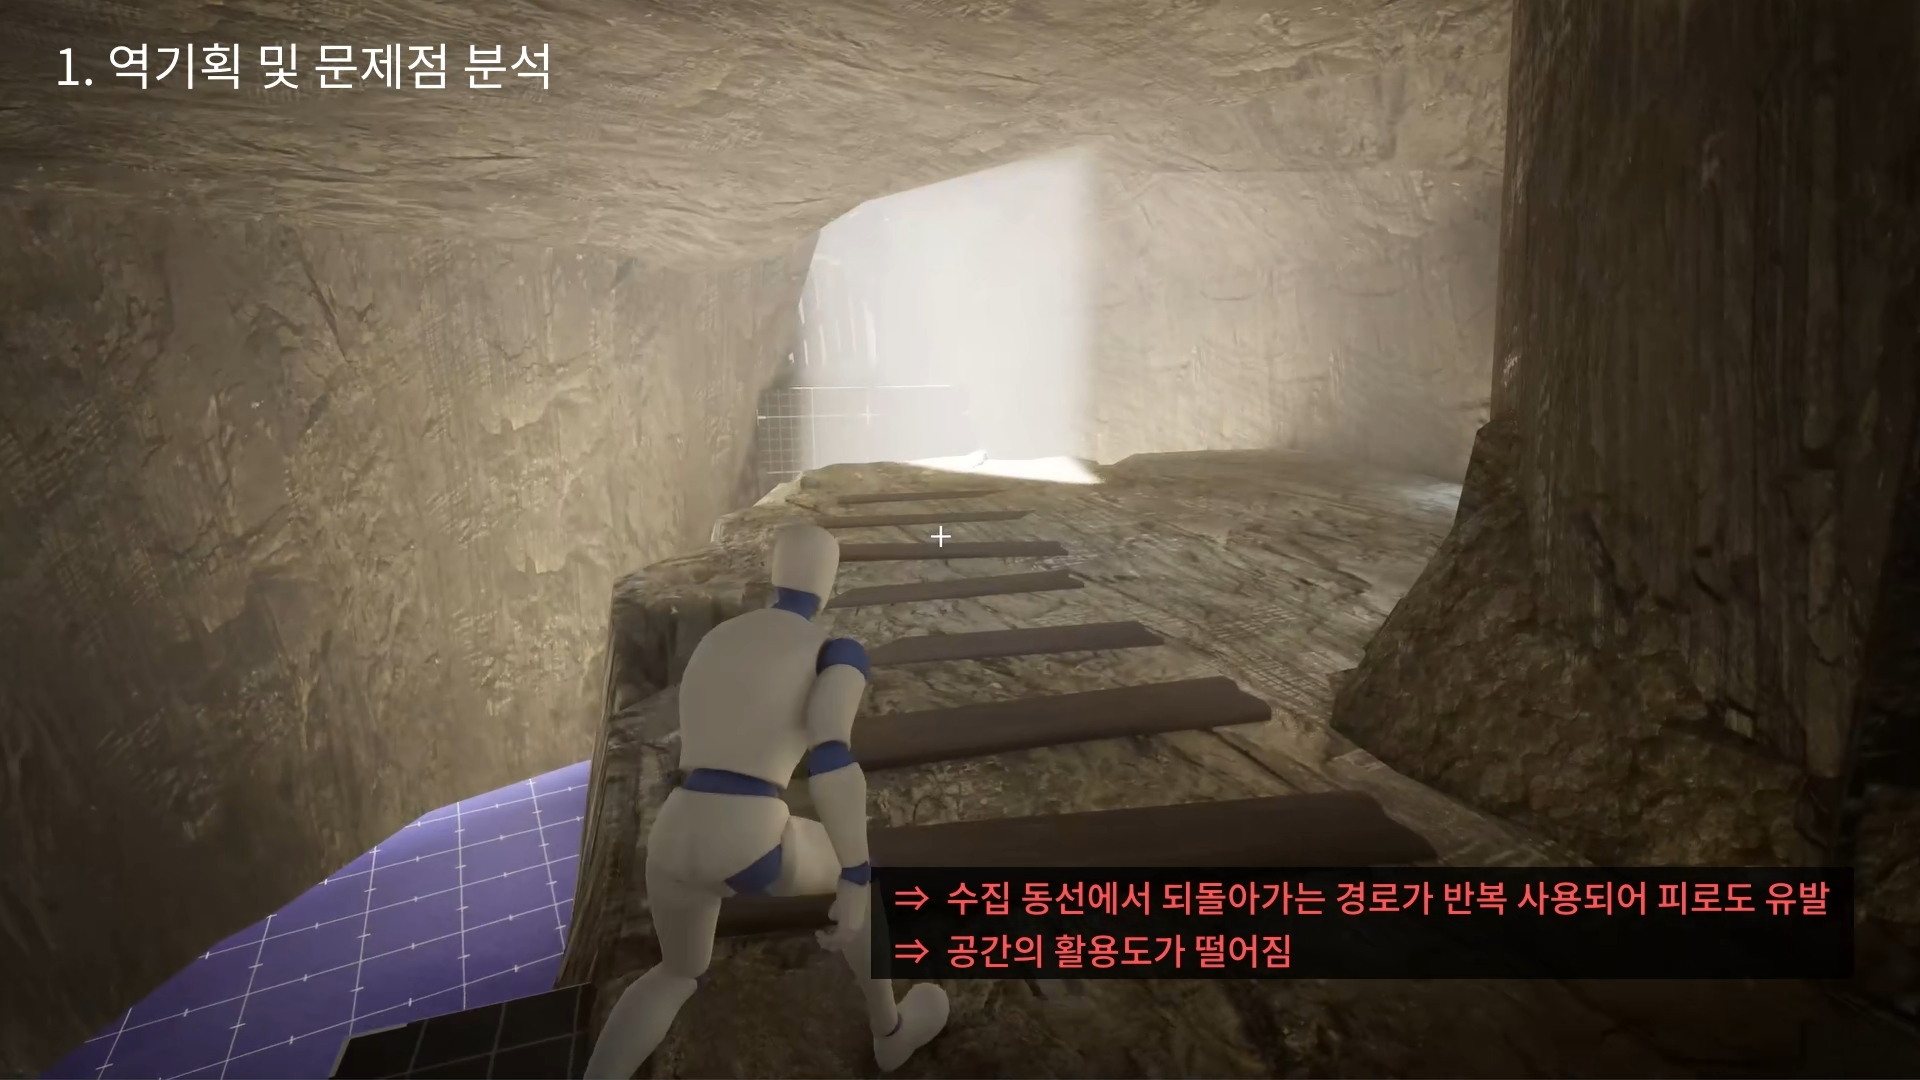 1. 역기획 및 문제점 분석
⇒ 수집 동선에서 되돌아가는 경로가 반복 사용되어 피로도 유발
⇒ 공간의 활용도가 떨어짐